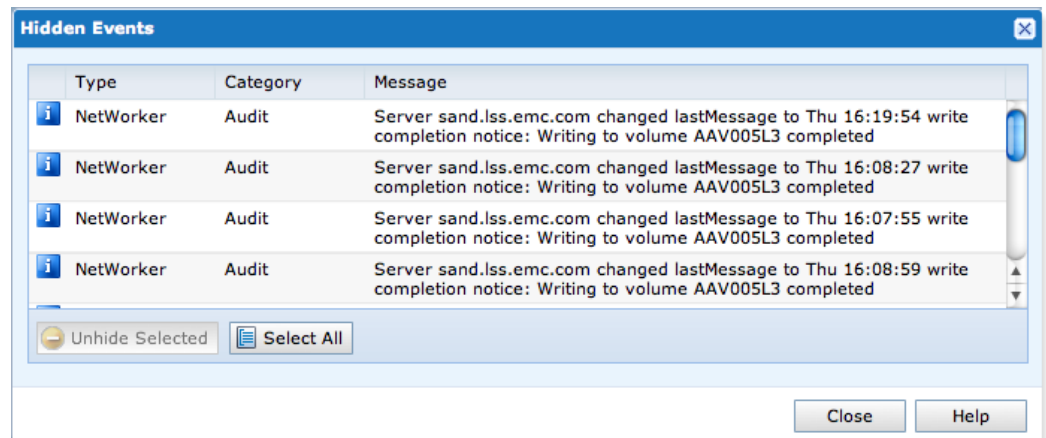 Hidden Events
Type Category Message
NetWorker Audit Server sand.lss.emc.com changed lastMessage to Thu 16:19:54 write
completion notice: Writing to volume AAV005L3 completed
NetWorker Audit Server sand.lss.emc.com changed lastMessage to Thu 16:08:27 write
completion notice: Writing to volume AAV005L3 completed
NetWorker Audit Server sand.lss.emc.com changed lastMessage to Thu 16:07:55 write
completion notice: Writing to volume AAV005L3 completed
NetWorker Audit Server sand.lss.emc.com changed lastMessage to Thu 16:08:59 write
completion notice: Writing to volume AAV005L3 completed
Unhide Selected Select All
Close Help